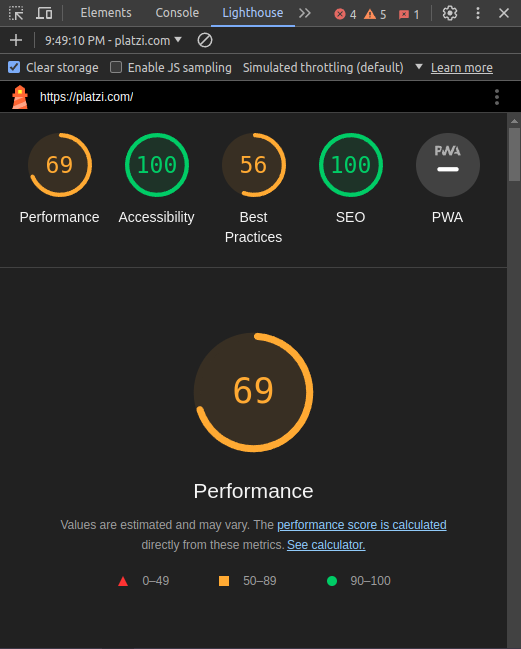 Elements Console Lighthouse 4 5 1
9:49:10 PM - platzi.com
Clear storage Enable JS sampling Simulated throttling (default) Learn more
https://platzi.com/
69 100 56 100 PWA
Performance Accessibility Best Practices SEO PWA
69
Performance
Values are estimated and may vary. The performance score is calculated
directly from these metrics. See calculator.
0–49 50–89 90–100